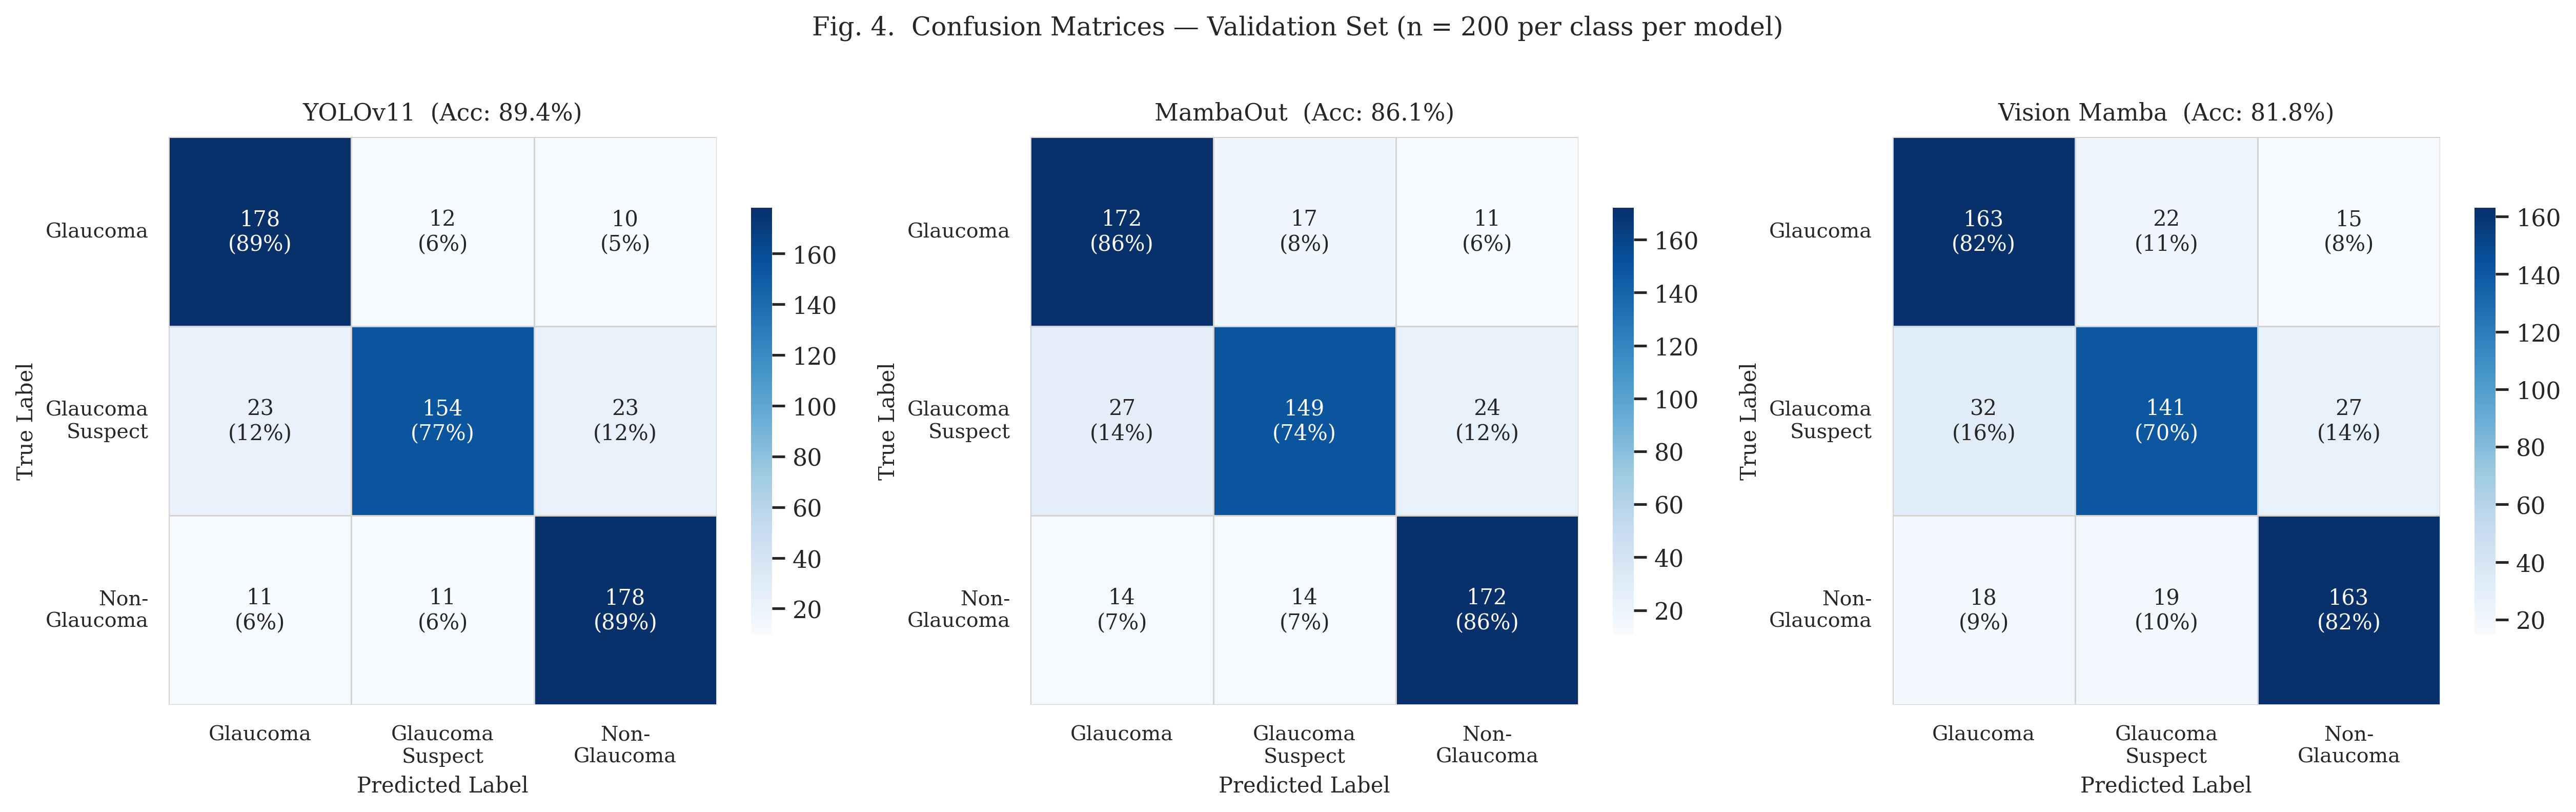 Fig. 4.  Confusion Matrices — Validation Set (n = 200 per class per model)
YOLOv11  (Acc: 89.4%)
True Label
Glaucoma
178
(89%)
12
(6%)
10
(5%)
Glaucoma
Suspect
23
(12%)
154
(77%)
23
(12%)
Non-
Glaucoma
11
(6%)
11
(6%)
178
(89%)
Glaucoma
Glaucoma
Suspect
Non-
Glaucoma
Predicted Label
160
140
120
100
80
60
40
20
MambaOut  (Acc: 86.1%)
True Label
Glaucoma
172
(86%)
17
(8%)
11
(6%)
Glaucoma
Suspect
27
(14%)
149
(74%)
24
(12%)
Non-
Glaucoma
14
(7%)
14
(7%)
172
(86%)
Glaucoma
Glaucoma
Suspect
Non-
Glaucoma
Predicted Label
160
140
120
100
80
60
40
20
Vision Mamba  (Acc: 81.8%)
True Label
Glaucoma
163
(82%)
22
(11%)
15
(8%)
Glaucoma
Suspect
32
(16%)
141
(70%)
27
(14%)
Non-
Glaucoma
18
(9%)
19
(10%)
163
(82%)
Glaucoma
Glaucoma
Suspect
Non-
Glaucoma
Predicted Label
160
140
120
100
80
60
40
20